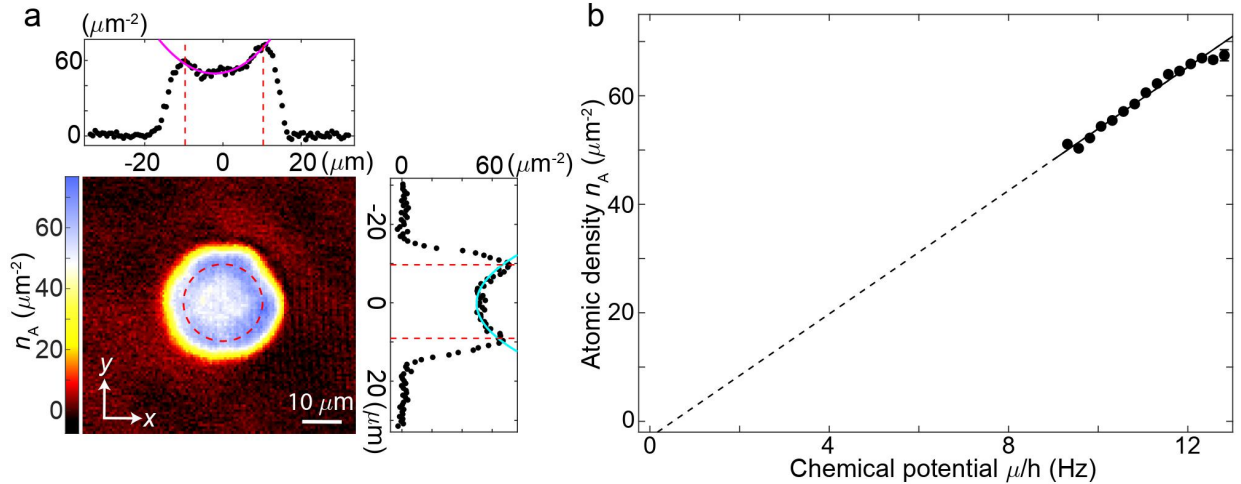 a
(μm⁻²)
60
0
-20 0 20 (μm)
0 60 (μm⁻²)
-20
0
20 (μm)
n_A (μm⁻²)
60
40
20
0
y
x
10 μm
b
Atomic density n_A (μm⁻²)
60
40
20
0
0 4 8 12
Chemical potential μ/h (Hz)